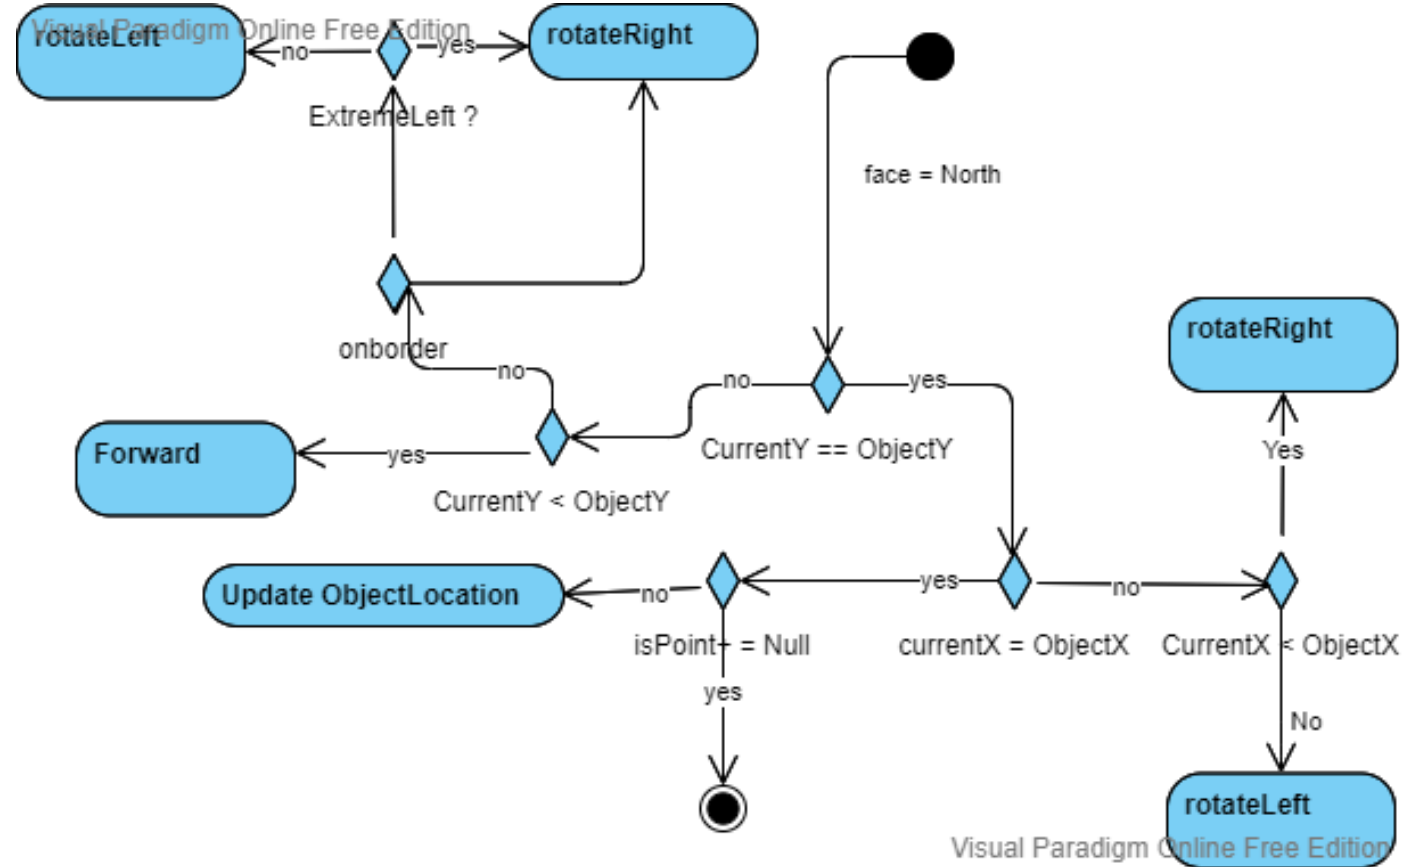 Visual Paradigm Online Free Edition
rotateLeft
no
yes
rotateRight
ExtremeLeft ?
face = North
onborder
no
no
yes
rotateRight
Forward
yes
CurrentY == ObjectY
Yes
CurrentY < ObjectY
Update ObjectLocation
no
yes
no
isPoint+ = Null
currentX = ObjectX
CurrentX < ObjectX
yes
No
rotateLeft
Visual Paradigm Online Free Edition